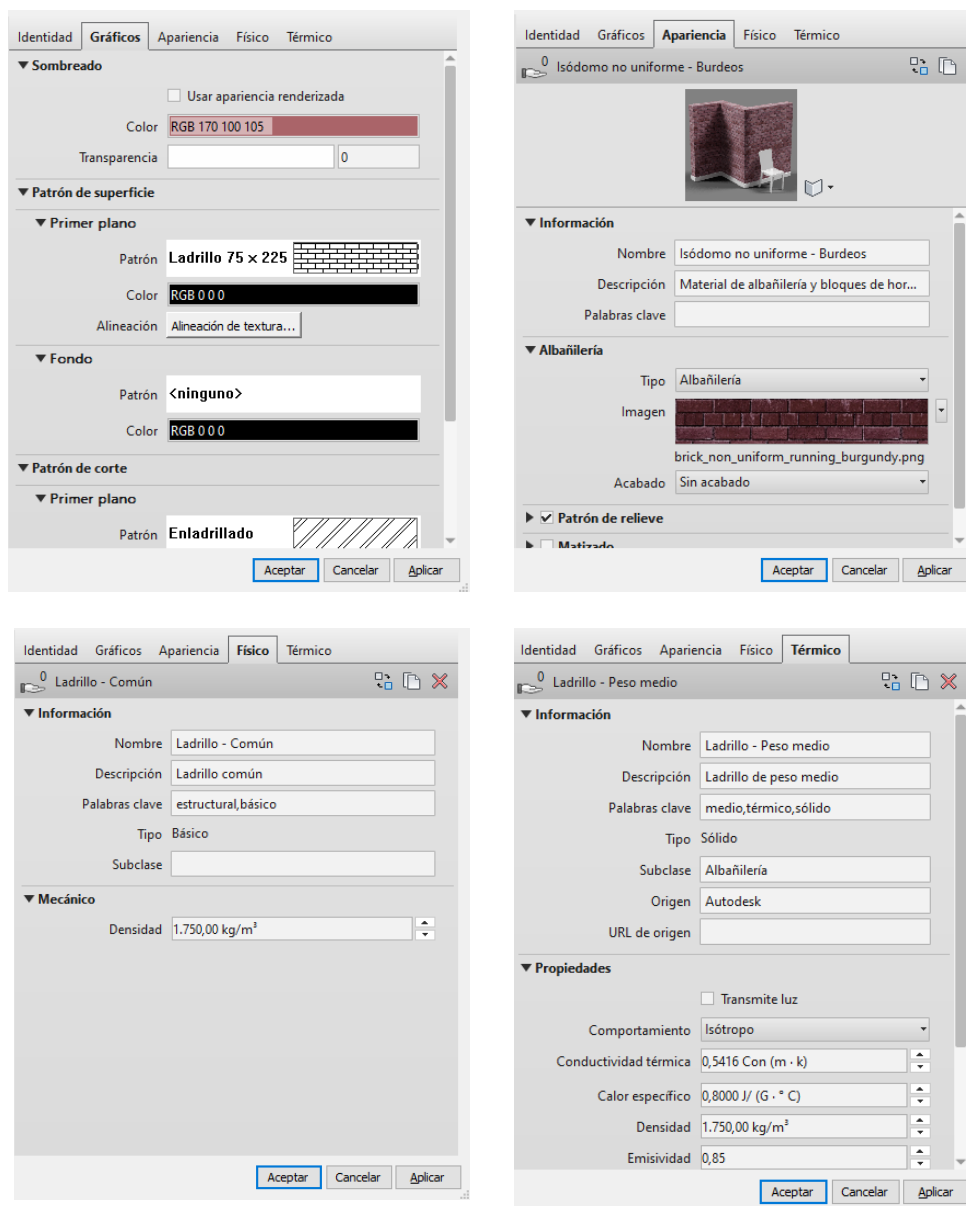 Identidad Gráficos Apariencia Físico Térmico
Sombreado
Usar apariencia renderizada
Color RGB 170 100 105
Transparencia 0
Patrón de superficie
Primer plano
Patrón Ladrillo 75 x 225
Color RGB 0 0 0
Alineación Alineación de textura...
Fondo
Patrón <ninguno>
Color RGB 0 0 0
Patrón de corte
Primer plano
Patrón Enladrillado
Aceptar Cancelar Aplicar
Identidad Gráficos Apariencia Físico Térmico
0 Isódomo no uniforme - Burdeos
Información
Nombre Isódomo no uniforme - Burdeos
Descripción Material de albañilería y bloques de hor...
Palabras clave
Albañilería
Tipo Albañilería
Imagen
brick_non_uniform_running_burgundy.png
Acabado Sin acabado
Patrón de relieve
Matizado
Aceptar Cancelar Aplicar
Identidad Gráficos Apariencia Físico Térmico
0 Ladrillo - Común
Información
Nombre Ladrillo - Común
Descripción Ladrillo común
Palabras clave estructural,básico
Tipo Básico
Subclase
Mecánico
Densidad 1.750,00 kg/m³
Aceptar Cancelar Aplicar
Identidad Gráficos Apariencia Físico Térmico
0 Ladrillo - Peso medio
Información
Nombre Ladrillo - Peso medio
Descripción Ladrillo de peso medio
Palabras clave medio,térmico,sólido
Tipo Sólido
Subclase Albañilería
Origen Autodesk
URL de origen
Propiedades
Transmite luz
Comportamiento Isótropo
Conductividad térmica 0,5416 Con (m · k)
Calor específico 0,8000 J/ (G · ° C)
Densidad 1.750,00 kg/m³
Emisividad 0,85
Aceptar Cancelar Aplicar